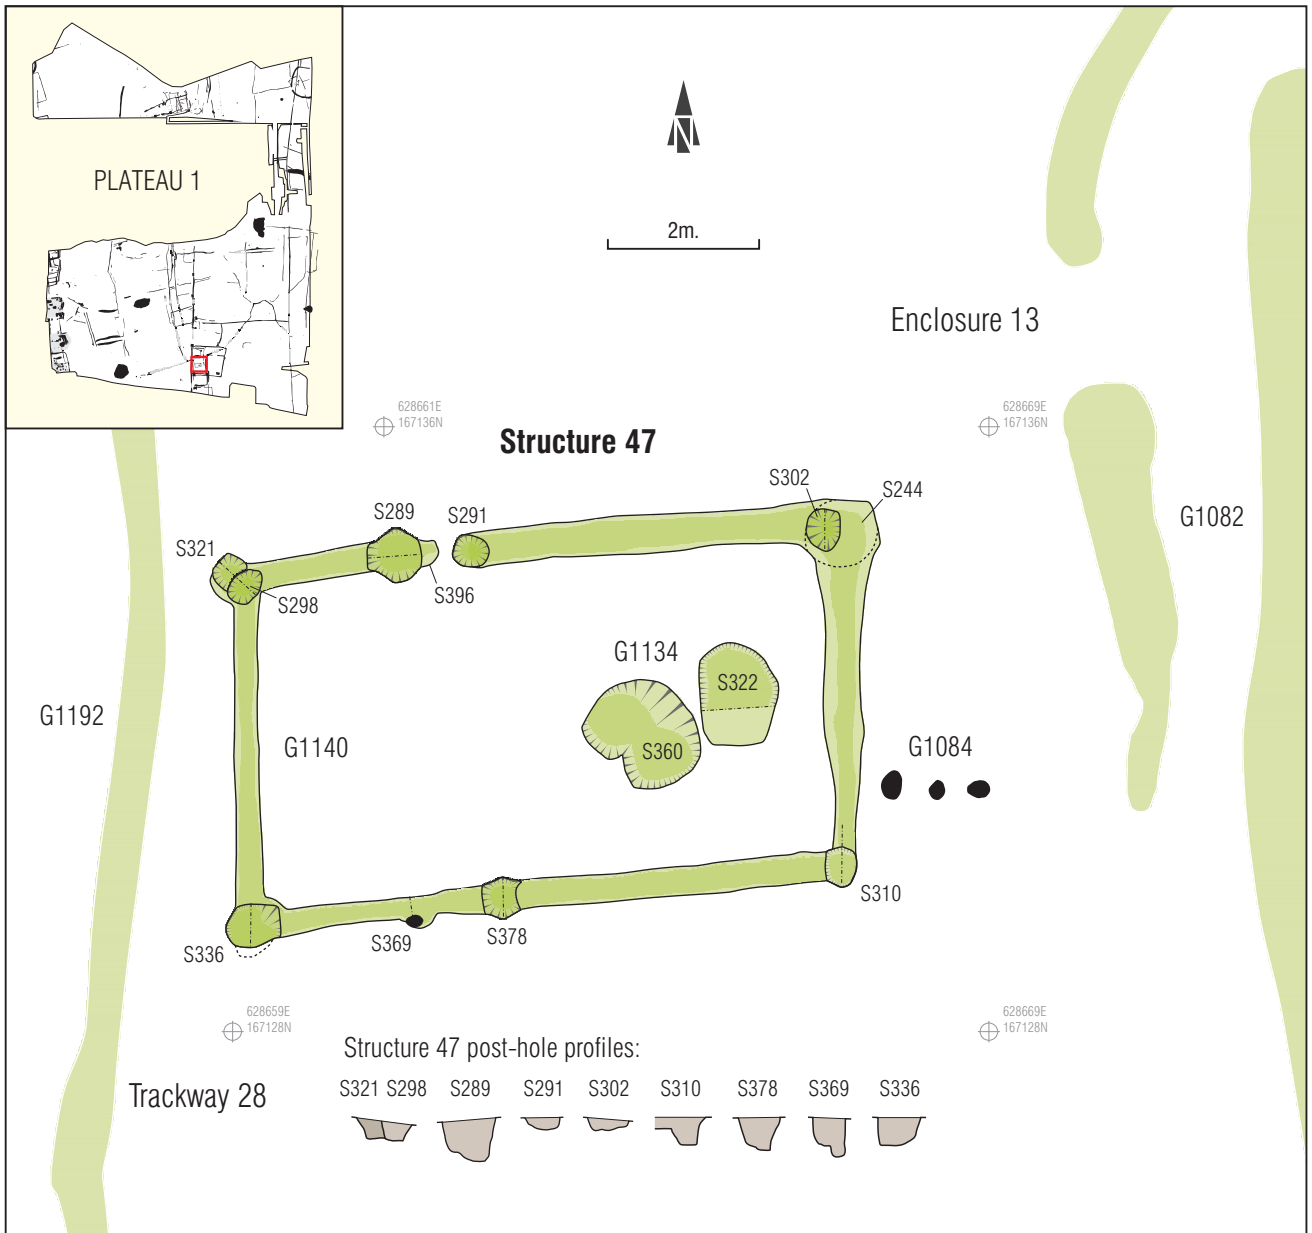 PLATEAU 1
N
2m.
Enclosure 13
628661E
167136N
628669E
167136N
Structure 47
S302
S244
S289
S291
G1082
S321
S396
S298
G1134
S322
G1192
G1140
S360
G1084
S310
S369
S378
S336
628659E
167128N
628669E
167128N
Structure 47 post-hole profiles:
Trackway 28
S321 S298 S289 S291 S302 S310 S378 S369 S336